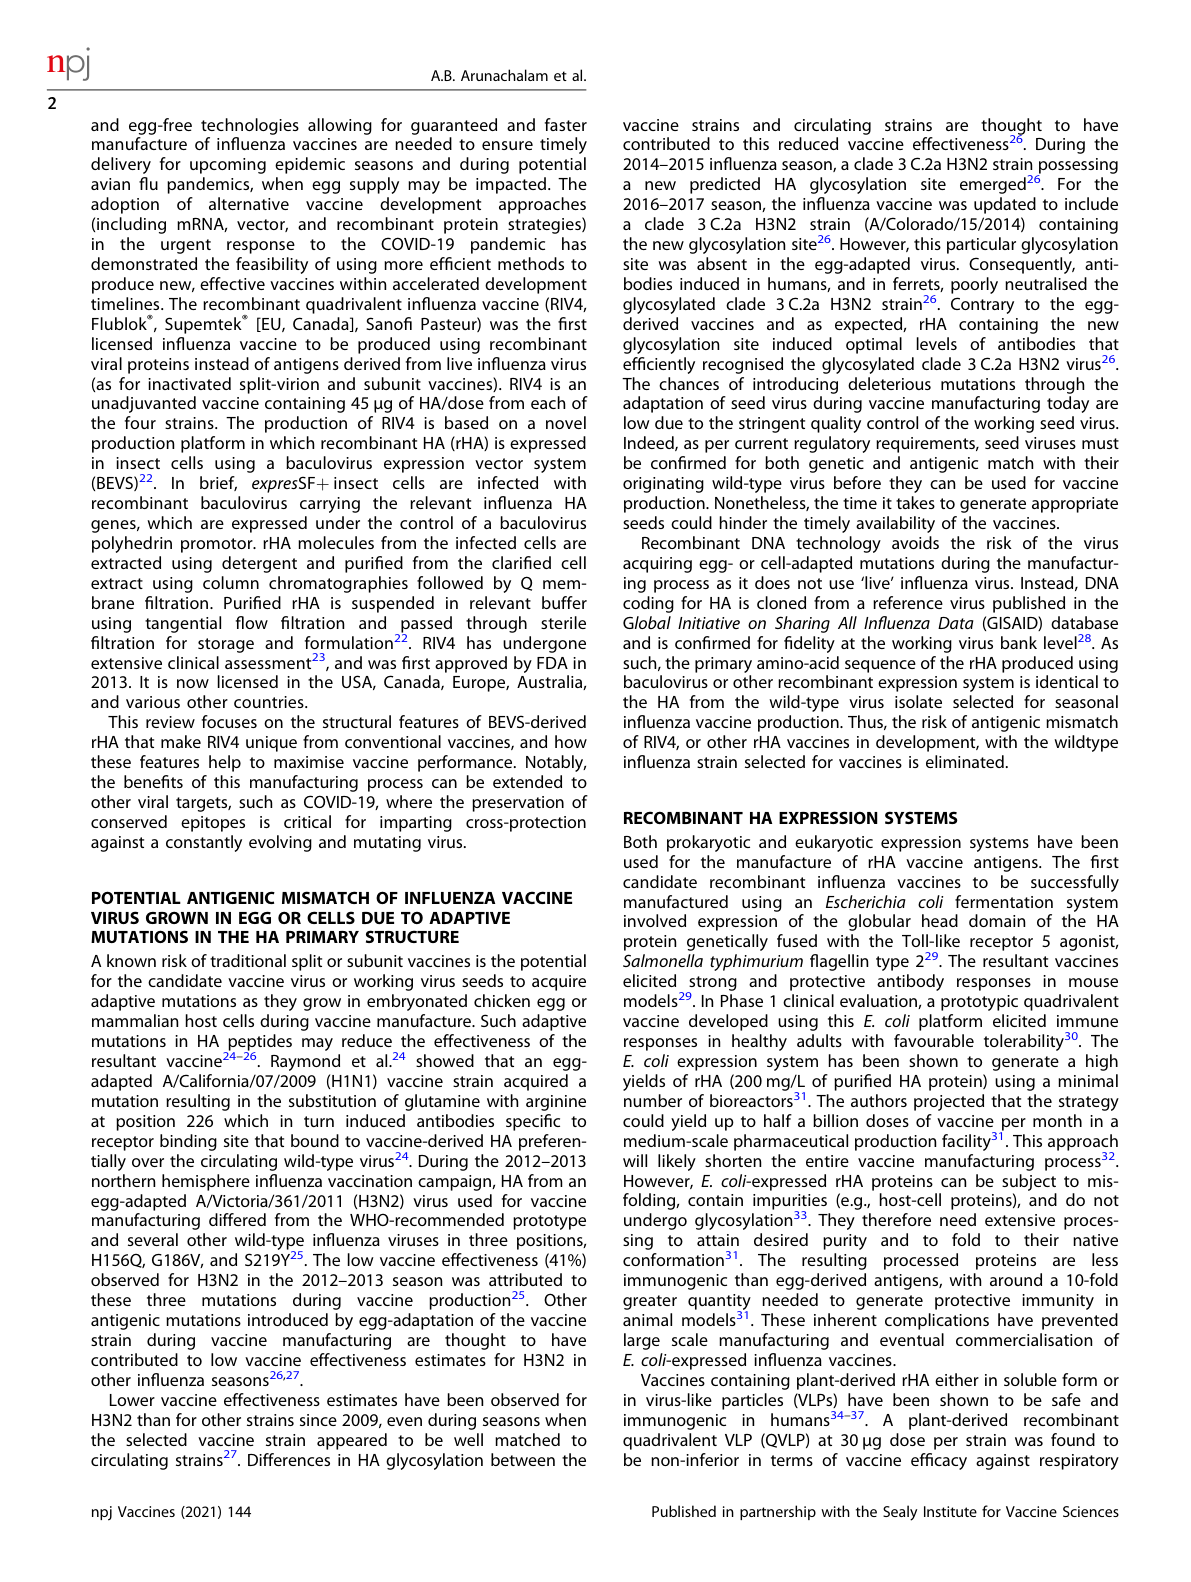 npj
A.B. Arunachalam et al.
2
and egg-free technologies allowing for guaranteed and faster
manufacture of influenza vaccines are needed to ensure timely
delivery for upcoming epidemic seasons and during potential
avian flu pandemics, when egg supply may be impacted. The
adoption of alternative vaccine development approaches
(including mRNA, vector, and recombinant protein strategies)
in the urgent response to the COVID-19 pandemic has
demonstrated the feasibility of using more efficient methods to
produce new, effective vaccines within accelerated development
timelines. The recombinant quadrivalent influenza vaccine (RIV4,
Flublok®, Supemtek® [EU, Canada], Sanofi Pasteur) was the first
licensed influenza vaccine to be produced using recombinant
viral proteins instead of antigens derived from live influenza virus
(as for inactivated split-virion and subunit vaccines). RIV4 is an
unadjuvanted vaccine containing 45 µg of HA/dose from each of
the four strains. The production of RIV4 is based on a novel
production platform in which recombinant HA (rHA) is expressed
in insect cells using a baculovirus expression vector system
(BEVS)22. In brief, expresSF+ insect cells are infected with
recombinant baculovirus carrying the relevant influenza HA
genes, which are expressed under the control of a baculovirus
polyhedrin promotor. rHA molecules from the infected cells are
extracted using detergent and purified from the clarified cell
extract using column chromatographies followed by Q mem-
brane filtration. Purified rHA is suspended in relevant buffer
using tangential flow filtration and passed through sterile
filtration for storage and formulation22. RIV4 has undergone
extensive clinical assessment23, and was first approved by FDA in
2013. It is now licensed in the USA, Canada, Europe, Australia,
and various other countries.
This review focuses on the structural features of BEVS-derived
rHA that make RIV4 unique from conventional vaccines, and how
these features help to maximise vaccine performance. Notably,
the benefits of this manufacturing process can be extended to
other viral targets, such as COVID-19, where the preservation of
conserved epitopes is critical for imparting cross-protection
against a constantly evolving and mutating virus.
POTENTIAL ANTIGENIC MISMATCH OF INFLUENZA VACCINE
VIRUS GROWN IN EGG OR CELLS DUE TO ADAPTIVE
MUTATIONS IN THE HA PRIMARY STRUCTURE
A known risk of traditional split or subunit vaccines is the potential
for the candidate vaccine virus or working virus seeds to acquire
adaptive mutations as they grow in embryonated chicken egg or
mammalian host cells during vaccine manufacture. Such adaptive
mutations in HA peptides may reduce the effectiveness of the
resultant vaccine24–26. Raymond et al.24 showed that an egg-
adapted A/California/07/2009 (H1N1) vaccine strain acquired a
mutation resulting in the substitution of glutamine with arginine
at position 226 which in turn induced antibodies specific to
receptor binding site that bound to vaccine-derived HA preferen-
tially over the circulating wild-type virus24. During the 2012–2013
northern hemisphere influenza vaccination campaign, HA from an
egg-adapted A/Victoria/361/2011 (H3N2) virus used for vaccine
manufacturing differed from the WHO-recommended prototype
and several other wild-type influenza viruses in three positions,
H156Q, G186V, and S219Y25. The low vaccine effectiveness (41%)
observed for H3N2 in the 2012–2013 season was attributed to
these three mutations during vaccine production25. Other
antigenic mutations introduced by egg-adaptation of the vaccine
strain during vaccine manufacturing are thought to have
contributed to low vaccine effectiveness estimates for H3N2 in
other influenza seasons26,27.
Lower vaccine effectiveness estimates have been observed for
H3N2 than for other strains since 2009, even during seasons when
the selected vaccine strain appeared to be well matched to
circulating strains27. Differences in HA glycosylation between the
vaccine strains and circulating strains are thought to have
contributed to this reduced vaccine effectiveness26. During the
2014–2015 influenza season, a clade 3 C.2a H3N2 strain possessing
a new predicted HA glycosylation site emerged26. For the
2016–2017 season, the influenza vaccine was updated to include
a clade 3 C.2a H3N2 strain (A/Colorado/15/2014) containing
the new glycosylation site26. However, this particular glycosylation
site was absent in the egg-adapted virus. Consequently, anti-
bodies induced in humans, and in ferrets, poorly neutralised the
glycosylated clade 3 C.2a H3N2 strain26. Contrary to the egg-
derived vaccines and as expected, rHA containing the new
glycosylation site induced optimal levels of antibodies that
efficiently recognised the glycosylated clade 3 C.2a H3N2 virus26.
The chances of introducing deleterious mutations through the
adaptation of seed virus during vaccine manufacturing today are
low due to the stringent quality control of the working seed virus.
Indeed, as per current regulatory requirements, seed viruses must
be confirmed for both genetic and antigenic match with their
originating wild-type virus before they can be used for vaccine
production. Nonetheless, the time it takes to generate appropriate
seeds could hinder the timely availability of the vaccines.
Recombinant DNA technology avoids the risk of the virus
acquiring egg- or cell-adapted mutations during the manufactur-
ing process as it does not use ‘live’ influenza virus. Instead, DNA
coding for HA is cloned from a reference virus published in the
Global Initiative on Sharing All Influenza Data (GISAID) database
and is confirmed for fidelity at the working virus bank level28. As
such, the primary amino-acid sequence of the rHA produced using
baculovirus or other recombinant expression system is identical to
the HA from the wild-type virus isolate selected for seasonal
influenza vaccine production. Thus, the risk of antigenic mismatch
of RIV4, or other rHA vaccines in development, with the wildtype
influenza strain selected for vaccines is eliminated.
RECOMBINANT HA EXPRESSION SYSTEMS
Both prokaryotic and eukaryotic expression systems have been
used for the manufacture of rHA vaccine antigens. The first
candidate recombinant influenza vaccines to be successfully
manufactured using an Escherichia coli fermentation system
involved expression of the globular head domain of the HA
protein genetically fused with the Toll-like receptor 5 agonist,
Salmonella typhimurium flagellin type 229. The resultant vaccines
elicited strong and protective antibody responses in mouse
models29. In Phase 1 clinical evaluation, a prototypic quadrivalent
vaccine developed using this E. coli platform elicited immune
responses in healthy adults with favourable tolerability30. The
E. coli expression system has been shown to generate a high
yields of rHA (200 mg/L of purified HA protein) using a minimal
number of bioreactors31. The authors projected that the strategy
could yield up to half a billion doses of vaccine per month in a
medium-scale pharmaceutical production facility31. This approach
will likely shorten the entire vaccine manufacturing process32.
However, E. coli-expressed rHA proteins can be subject to mis-
folding, contain impurities (e.g., host-cell proteins), and do not
undergo glycosylation33. They therefore need extensive proces-
sing to attain desired purity and to fold to their native
conformation31. The resulting processed proteins are less
immunogenic than egg-derived antigens, with around a 10-fold
greater quantity needed to generate protective immunity in
animal models31. These inherent complications have prevented
large scale manufacturing and eventual commercialisation of
E. coli-expressed influenza vaccines.
Vaccines containing plant-derived rHA either in soluble form or
in virus-like particles (VLPs) have been shown to be safe and
immunogenic in humans34–37. A plant-derived recombinant
quadrivalent VLP (QVLP) at 30 µg dose per strain was found to
be non-inferior in terms of vaccine efficacy against respiratory
npj Vaccines (2021) 144
Published in partnership with the Sealy Institute for Vaccine Sciences